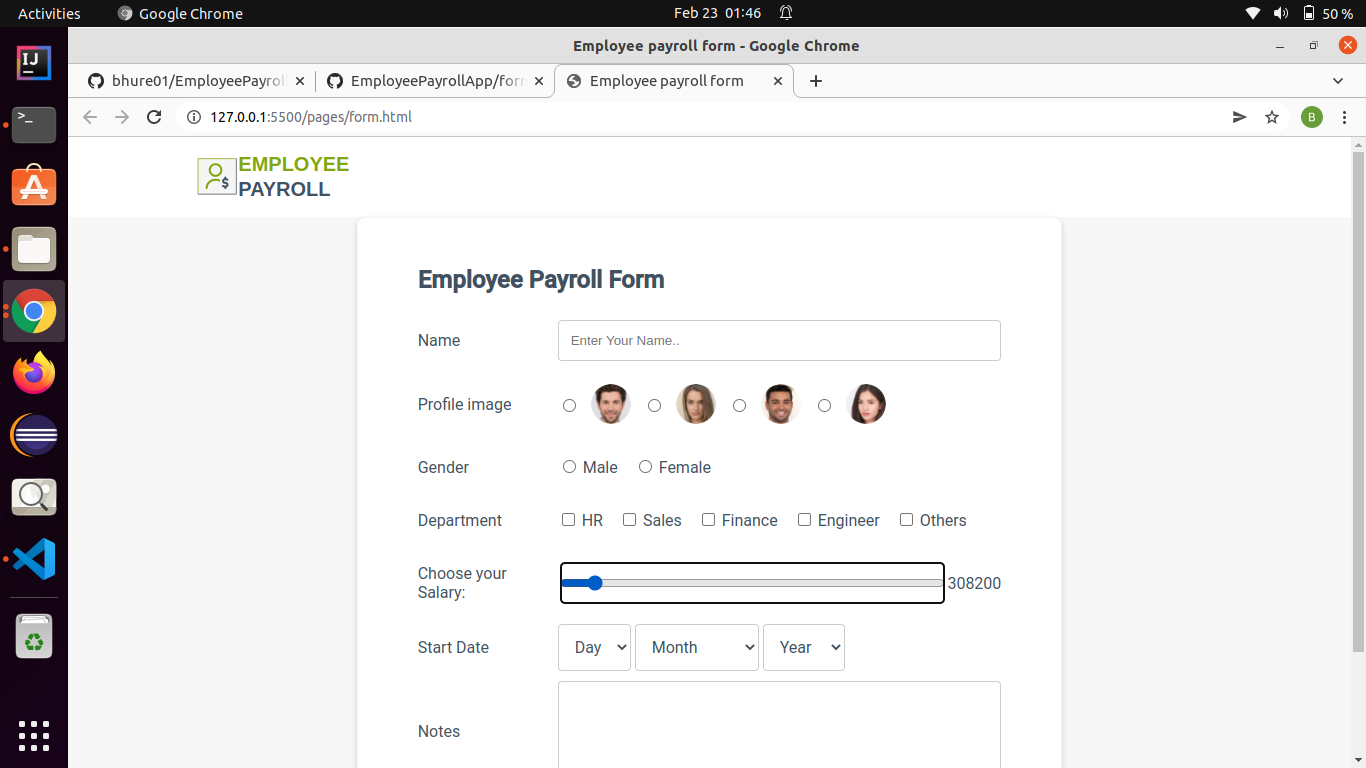 Activities Google Chrome Feb 23 01:46 50 %
Employee payroll form - Google Chrome
bhure01/EmployeePayrol EmployeePayrollApp/for Employee payroll form
127.0.0.1:5500/pages/form.html B
EMPLOYEE
PAYROLL
$
Employee Payroll Form
Name Enter Your Name..
Profile image
Gender Male Female
Department HR Sales Finance Engineer Others
Choose your
Salary:
308200
Start Date Day Month Year
Notes
IJ
>_